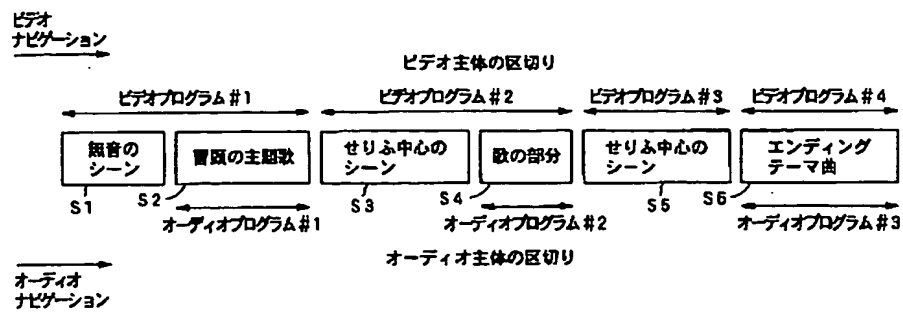 ビデオ
ナビゲーション
ビデオ主体の区切り
ビデオプログラム#1
ビデオプログラム#2
ビデオプログラム#3
ビデオプログラム#4
無音の
シーン
冒頭の主題歌
せりふ中心の
シーン
歌の部分
せりふ中心の
シーン
エンディング
テーマ曲
S1
S2
S3
S4
S5
S6
オーディオプログラム#1
オーディオプログラム#2
オーディオプログラム#3
オーディオ主体の区切り
オーディオ
ナビゲーション